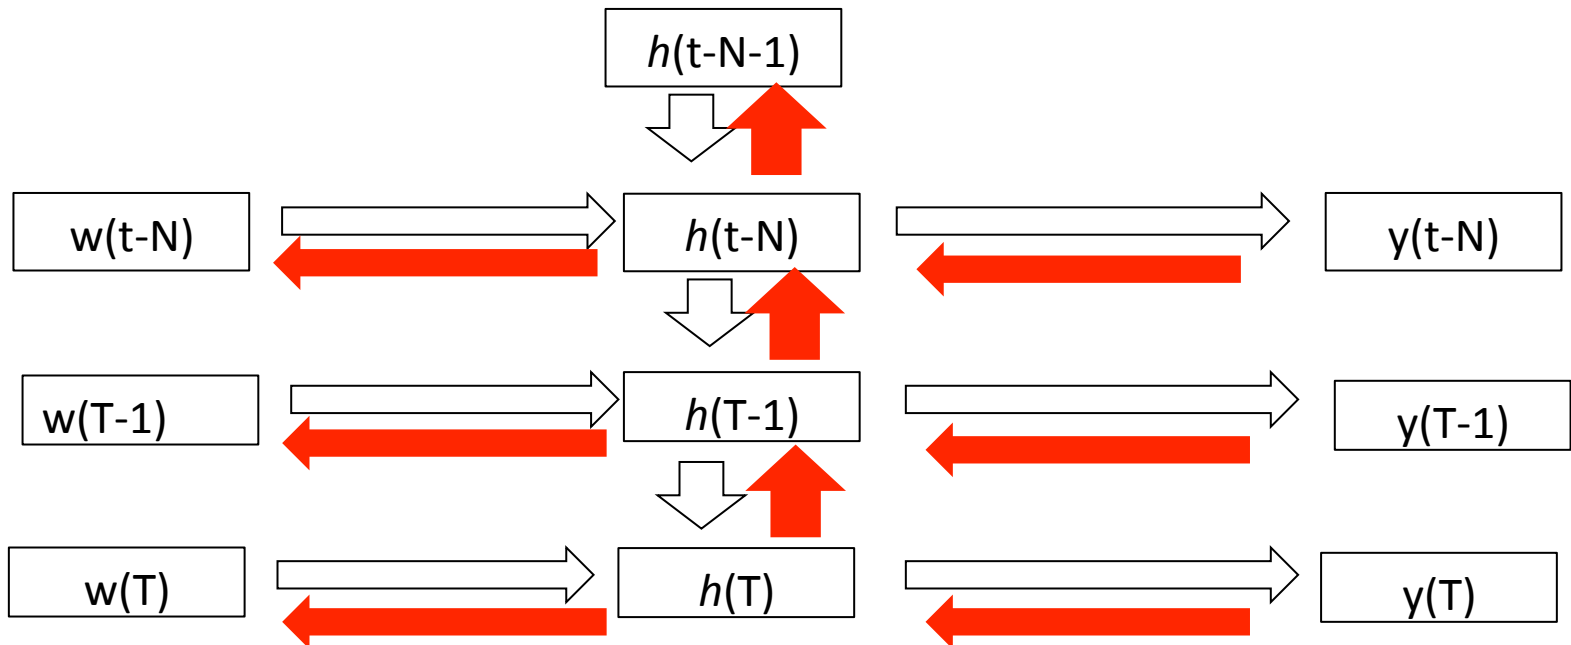 h(t-N-1)
w(t-N)
h(t-N)
y(t-N)
w(T-1)
h(T-1)
y(T-1)
w(T)
h(T)
y(T)